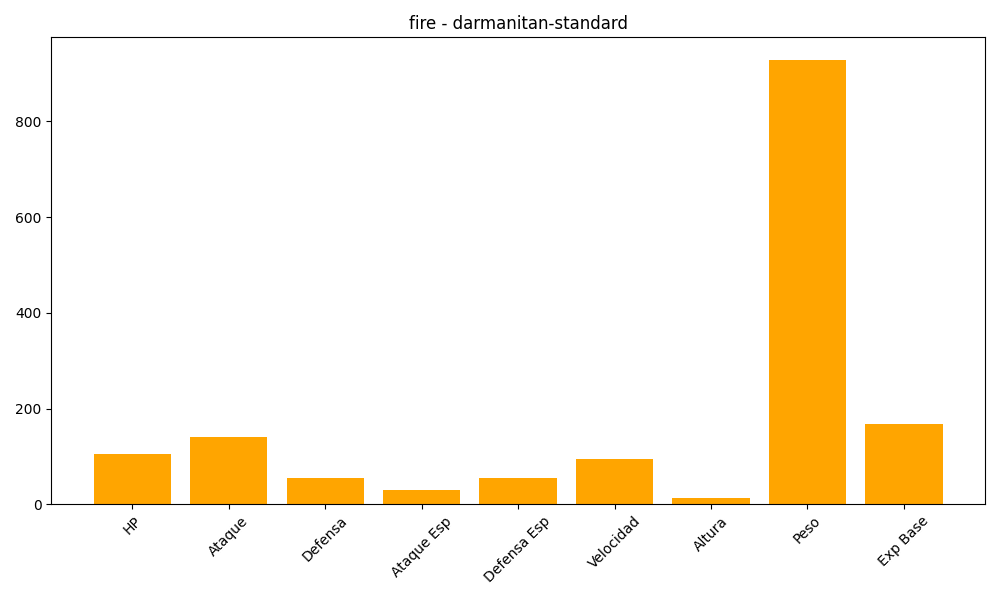 fire - darmanitan-standard
800
600
400
200
0
HP
Ataque
Defensa
Ataque Esp
Defensa Esp
Velocidad
Altura
Peso
Exp Base